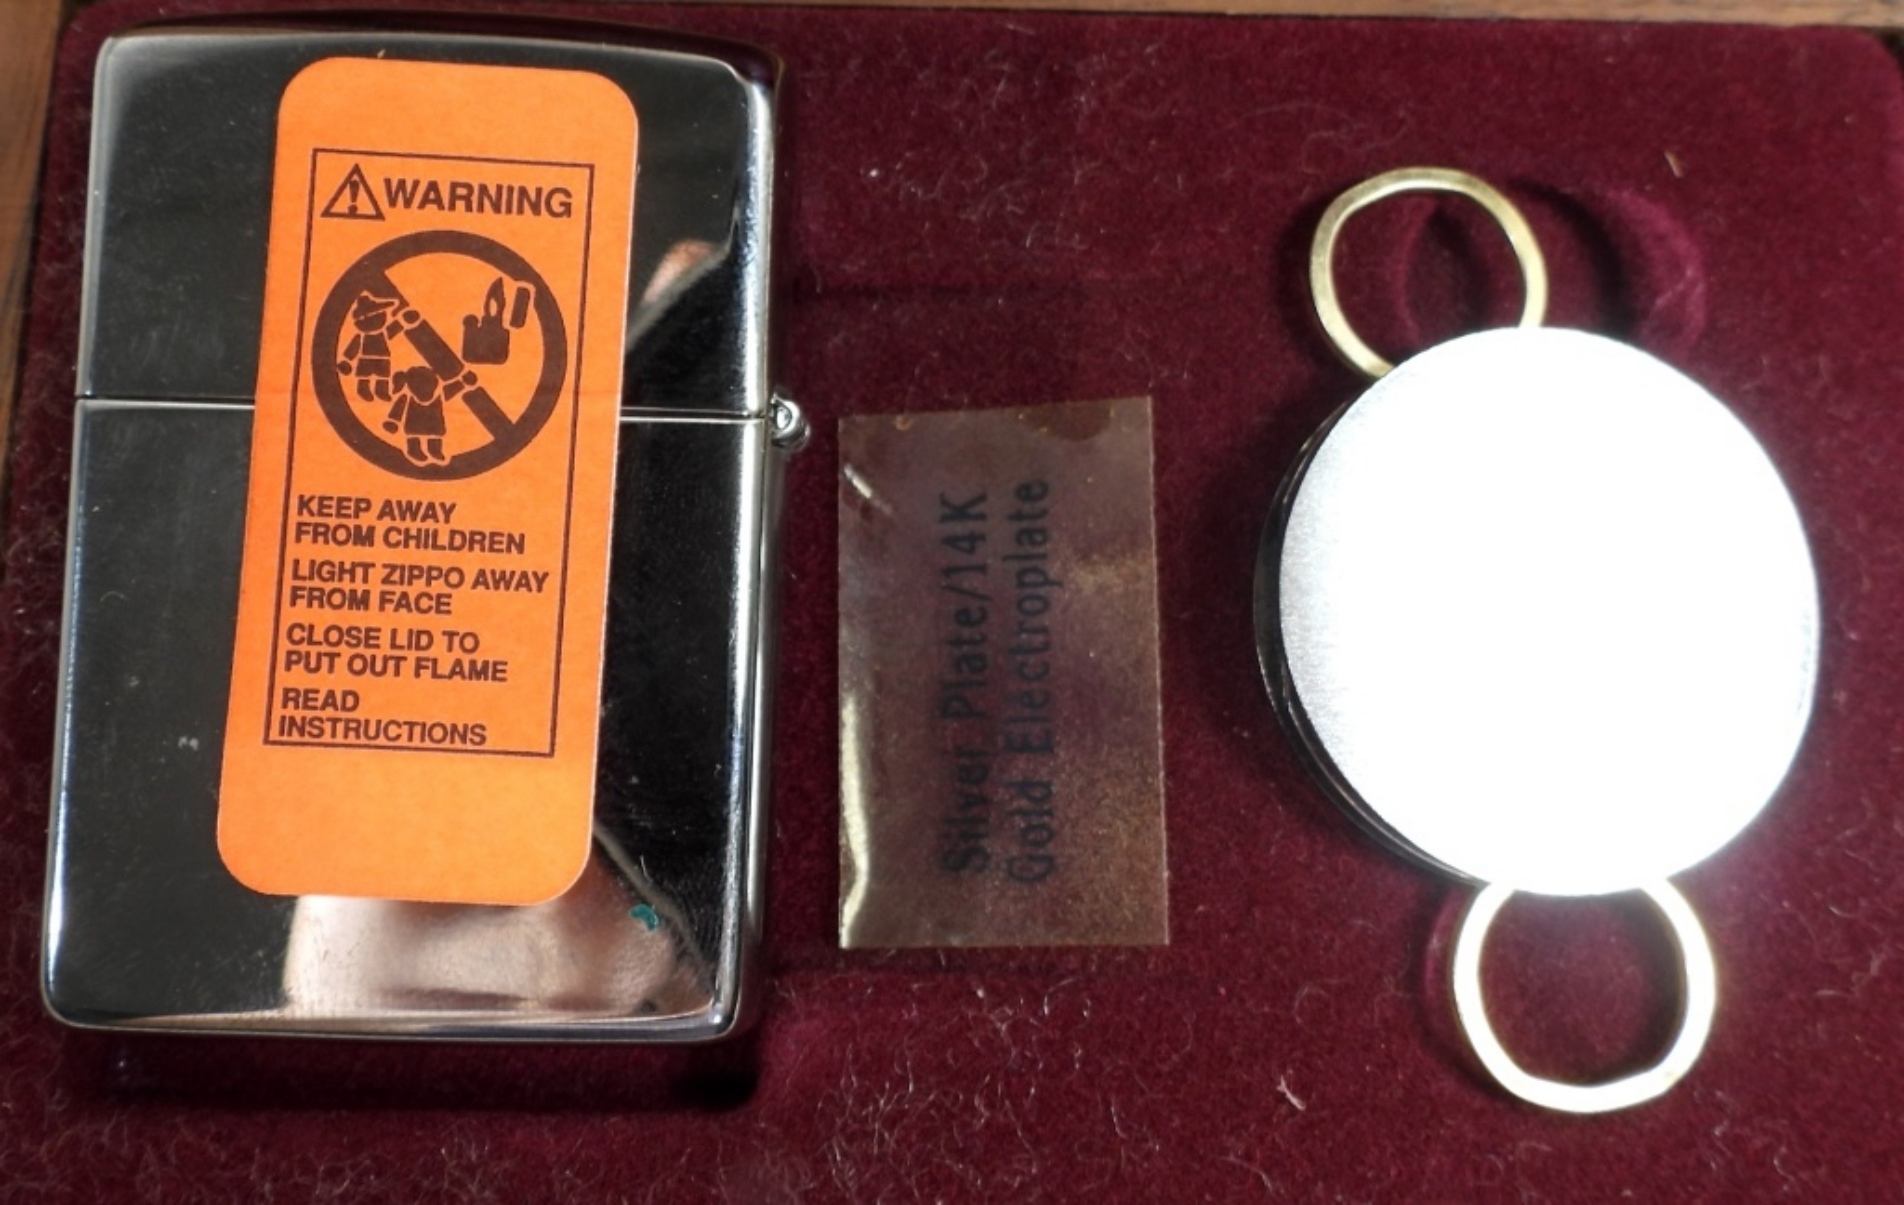 WARNING
KEEP AWAY
FROM CHILDREN
LIGHT ZIPPO AWAY
FROM FACE
CLOSE LID TO
PUT OUT FLAME
READ
INSTRUCTIONS
Silver Plate/14K
Gold Electroplate